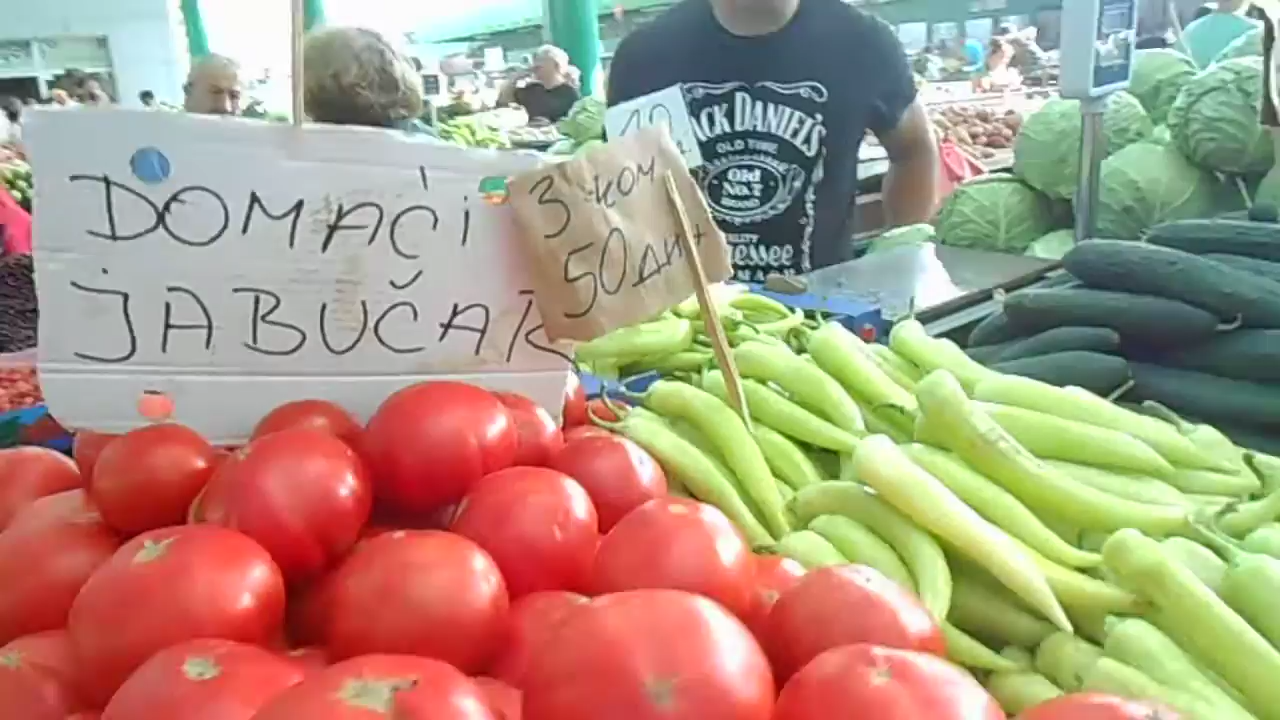 DOMAĆI
JABUČAR
3 ком
50 дин
JACK DANIEL'S
OLD TIME
Old
No.7
BRAND